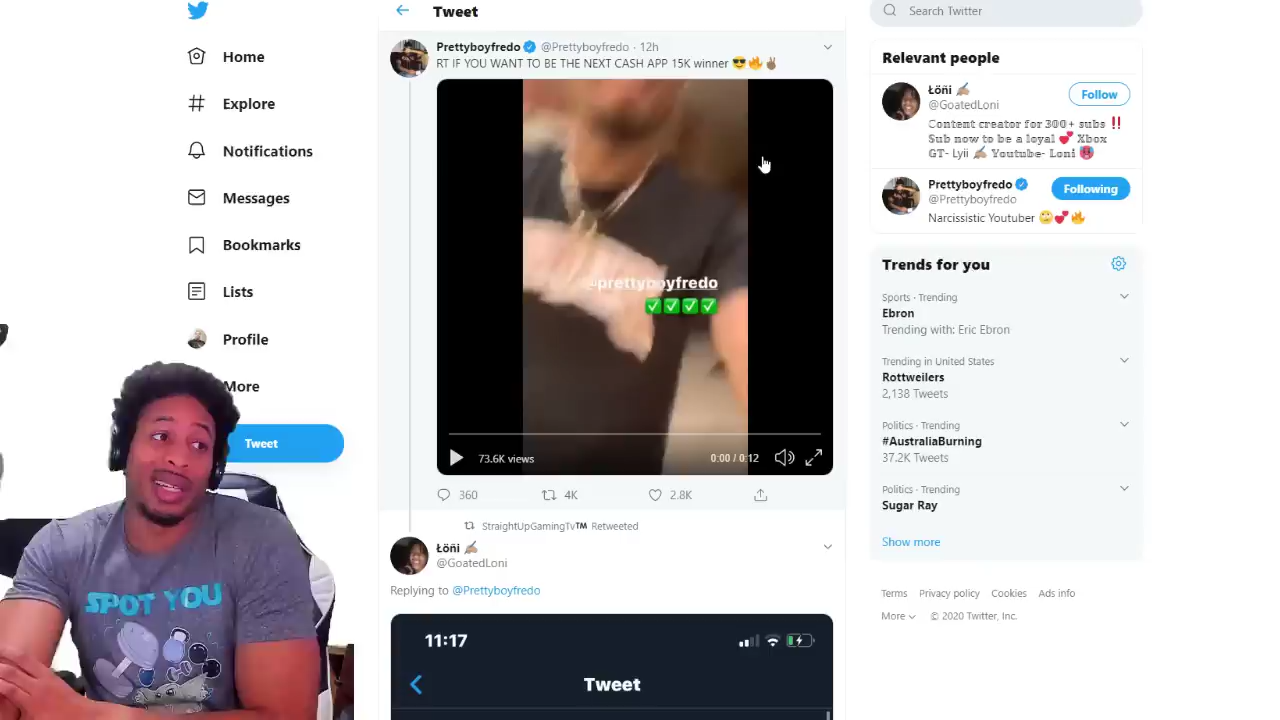 Home
Explore
Notifications
Messages
Bookmarks
Lists
Profile
More
Tweet
SPOT YOU
Tweet
Prettyboyfredo @Prettyboyfredo · 12h
RT IF YOU WANT TO BE THE NEXT CASH APP 15K winner 😎🔥✌🏾
@prettyboyfredo
✅✅✅✅
73.6K views
0:00 / 0:12
360
4K
2.8K
StraightUpGamingTv™ Retweeted
Łöñi ✍🏼
@GoatedLoni
Replying to @Prettyboyfredo
11:17
Tweet
Search Twitter
Relevant people
Łöñi ✍🏼
@GoatedLoni
Follow
ℂ𝕠𝕟𝕥𝕖𝕟𝕥 𝕔𝕣𝕖𝕒𝕥𝕠𝕣 𝕗𝕠𝕣 𝟛𝟘𝟘+ 𝕤𝕦𝕓𝕤 ‼️
𝕊𝕦𝕓 𝕟𝕠𝕨 𝕥𝕠 𝕓𝕖 𝕒 𝕝𝕠𝕪𝕒𝕝 💕 𝕏𝕓𝕠𝕩
𝔾𝕋- Lyii ✍🏼 𝕐𝕠𝕦𝕥𝕦𝕓𝕖- 𝕃𝕠𝕟𝕚 🥵
Prettyboyfredo
@Prettyboyfredo
Following
Narcissistic Youtuber 🙄💕🔥
Trends for you
Sports · Trending
Ebron
Trending with: Eric Ebron
Trending in United States
Rottweilers
2,138 Tweets
Politics · Trending
#AustraliaBurning
37.2K Tweets
Politics · Trending
Sugar Ray
Show more
Terms Privacy policy Cookies Ads info
More © 2020 Twitter, Inc.